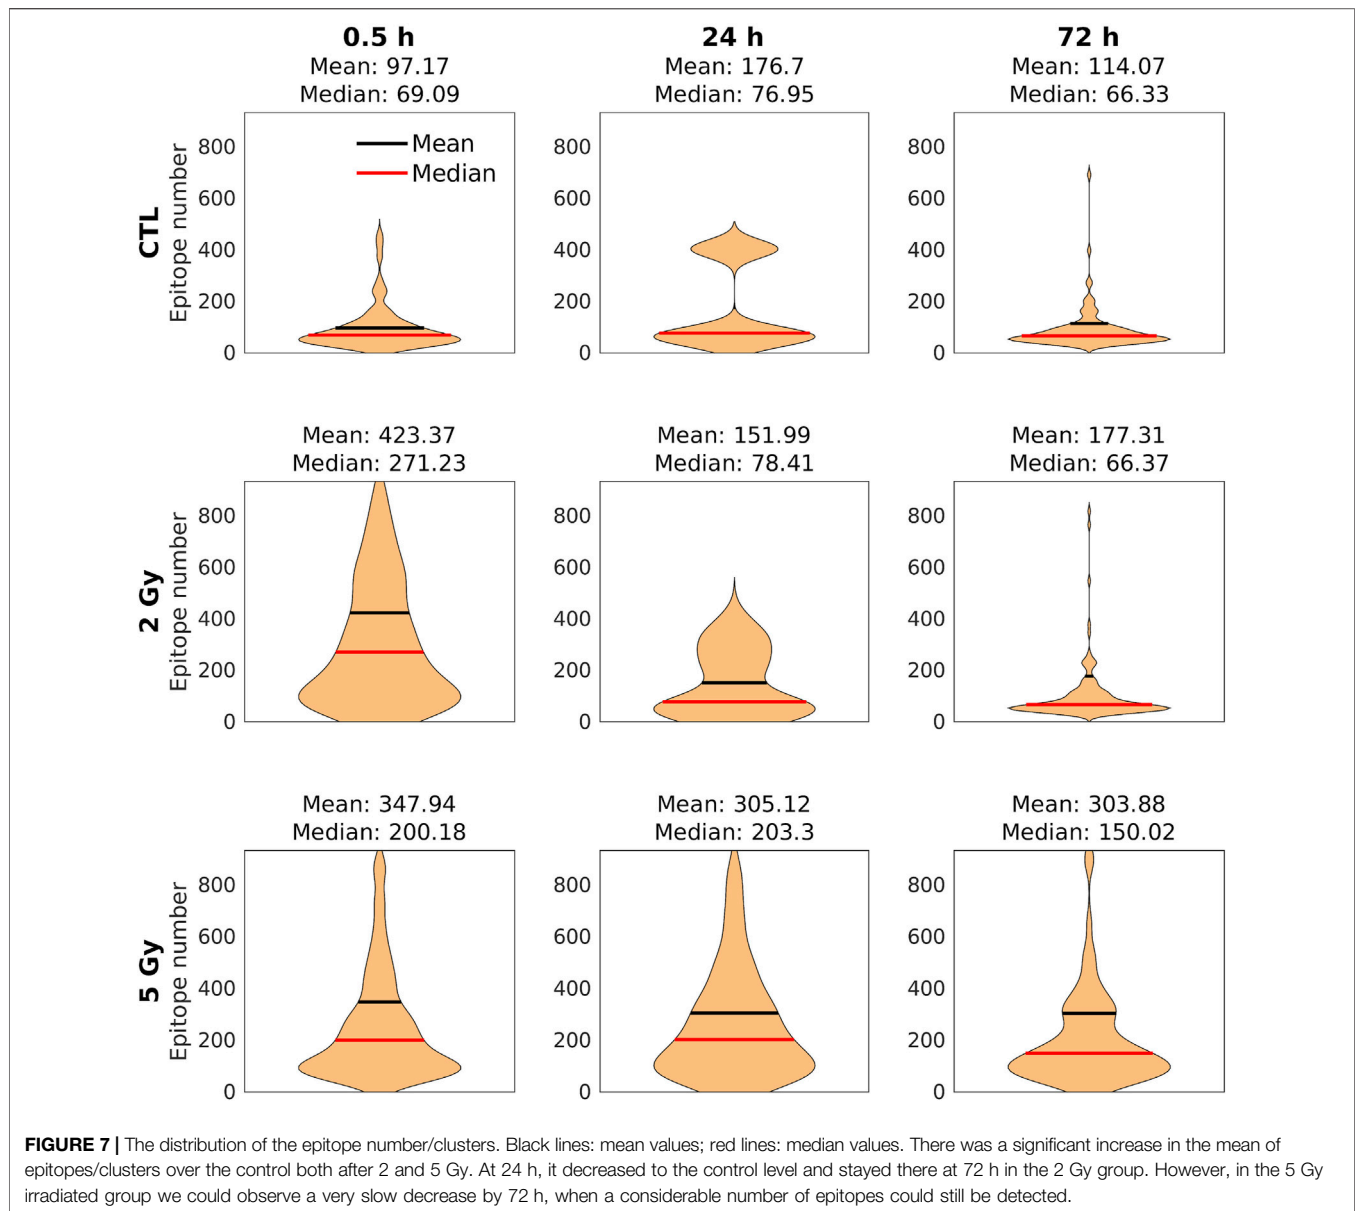 0.5 h
24 h
72 h
Mean: 97.17
Median: 69.09
Mean: 176.7
Median: 76.95
Mean: 114.07
Median: 66.33
CTL
Epitope number
800
600
400
200
0
Mean
Median
800
600
400
200
0
800
600
400
200
0
Mean: 423.37
Median: 271.23
Mean: 151.99
Median: 78.41
Mean: 177.31
Median: 66.37
2 Gy
Epitope number
800
600
400
200
0
800
600
400
200
0
800
600
400
200
0
Mean: 347.94
Median: 200.18
Mean: 305.12
Median: 203.3
Mean: 303.88
Median: 150.02
5 Gy
Epitope number
800
600
400
200
0
800
600
400
200
0
800
600
400
200
0
FIGURE 7 | The distribution of the epitope number/clusters. Black lines: mean values; red lines: median values. There was a significant increase in the mean of
epitopes/clusters over the control both after 2 and 5 Gy. At 24 h, it decreased to the control level and stayed there at 72 h in the 2 Gy group. However, in the 5 Gy
irradiated group we could observe a very slow decrease by 72 h, when a considerable number of epitopes could still be detected.